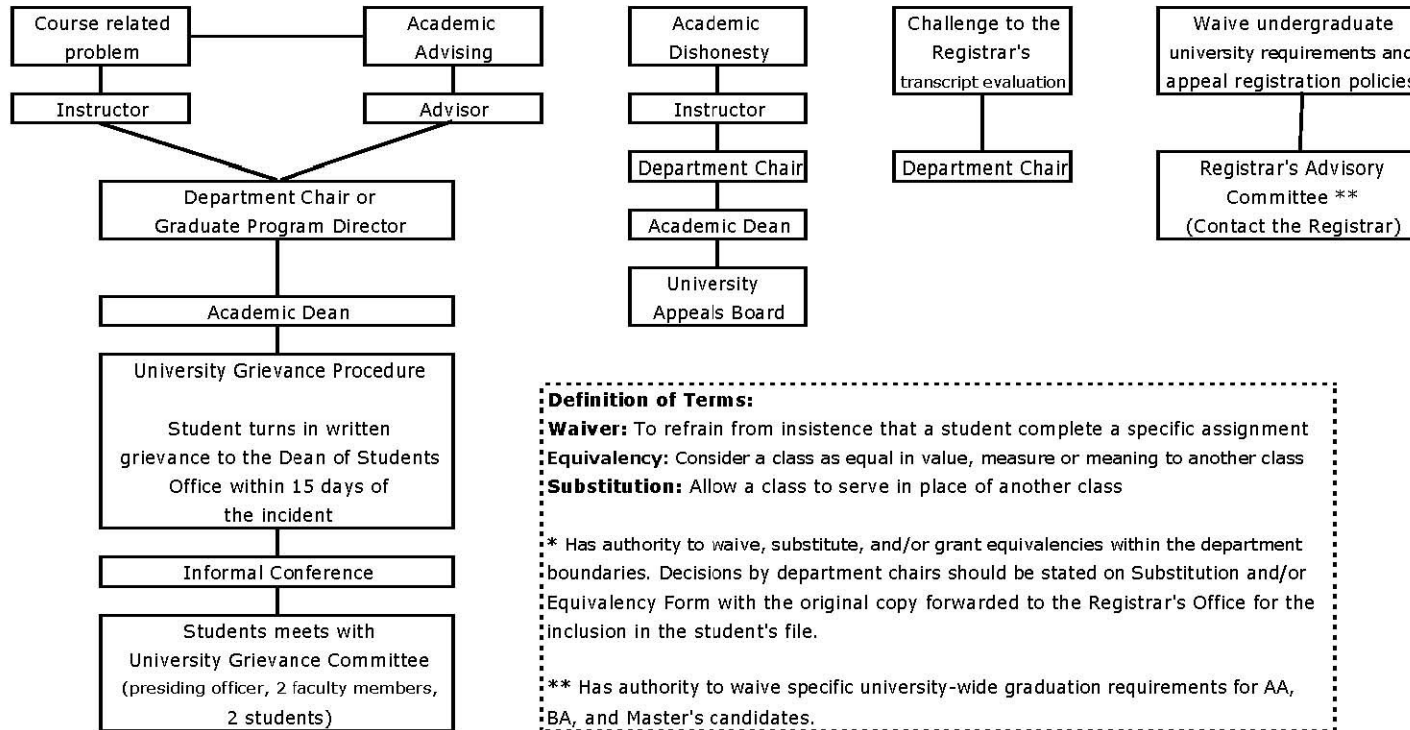 Course related
problem
Academic
Advising
Instructor
Advisor
Department Chair or
Graduate Program Director
Academic Dean
University Grievance Procedure
Student turns in written
grievance to the Dean of Students
Office within 15 days of
the incident
Informal Conference
Students meets with
University Grievance Committee
(presiding officer, 2 faculty members,
2 students)
Academic
Dishonesty
Instructor
Department Chair
Academic Dean
University
Appeals Board
Challenge to the
Registrar's
transcript evaluation
Department Chair
Waive undergraduate
university requirements and
appeal registration policies
Registrar's Advisory
Committee **
(Contact the Registrar)
Definition of Terms:
Waiver: To refrain from insistence that a student complete a specific assignment
Equivalency: Consider a class as equal in value, measure or meaning to another class
Substitution: Allow a class to serve in place of another class
* Has authority to waive, substitute, and/or grant equivalencies within the department
boundaries. Decisions by department chairs should be stated on Substitution and/or
Equivalency Form with the original copy forwarded to the Registrar's Office for the
inclusion in the student's file.
** Has authority to waive specific university-wide graduation requirements for AA,
BA, and Master's candidates.